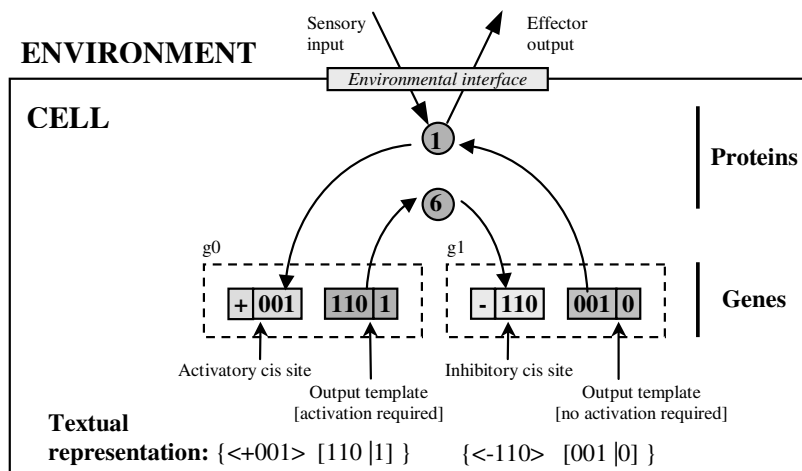 Sensory input
Effector output
ENVIRONMENT
Environmental interface
CELL
1
Proteins
6
g0
g1
+ 001
110 1
- 110
001 0
Genes
Activatory cis site
Inhibitory cis site
Output template
[activation required]
Output template
[no activation required]
Textual
representation: {<+001> [110 |1] } {<-110> [001 |0] }